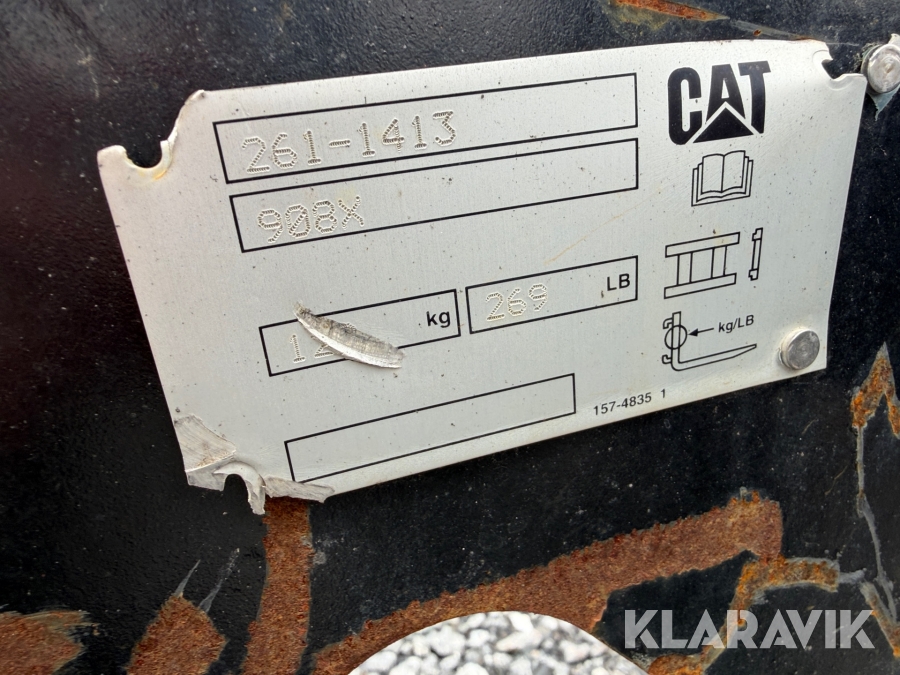 CAT
261-1413
908X
kg
269 LB
kg/LB
157-4835 1
KLARAVIK